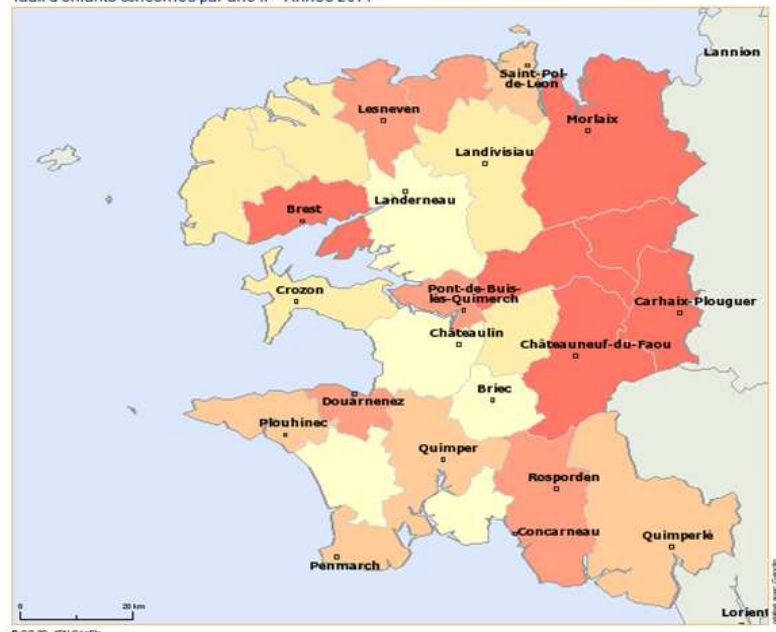 Lannion
Saint-Pol-
de-Léon
Lesneven
Morlaix
Landivisiau
Landerneau
Brest
Crozon
Pont-de-Buis-
lès-Quimerch
Carhaix-Plouguer
Châteaulin
Châteauneuf-du-Faou
Briec
Douarnenez
Plouhinec
Quimper
Rosporden
Concarneau
Quimperlé
Penmarch
Lorient
0 20 km